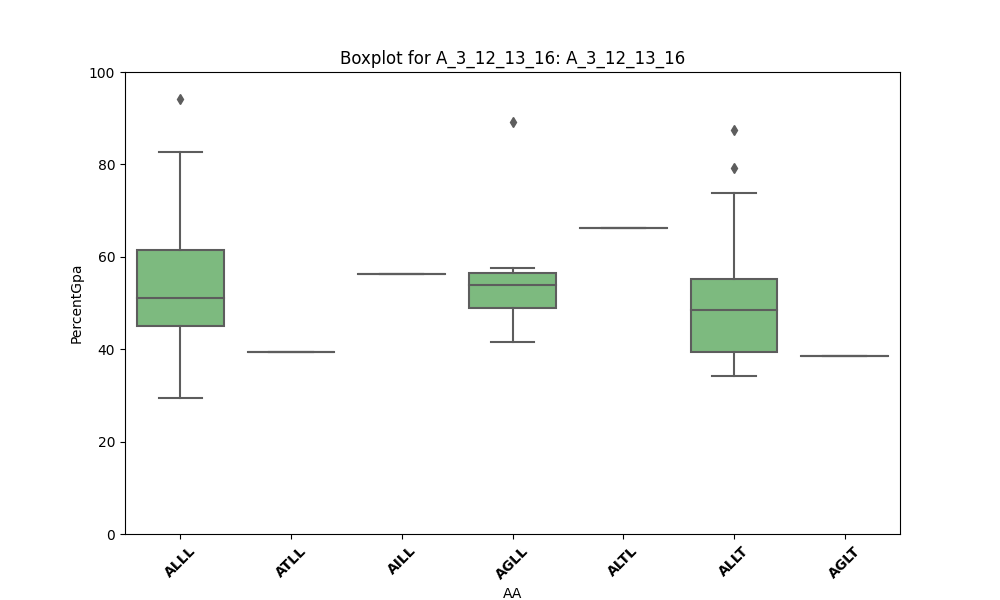 Boxplot for A_3_12_13_16: A_3_12_13_16
100
80
60
40
20
0
PercentGpa
ALLL ATLL AILL AGLL ALTL ALLT AGLT
AA